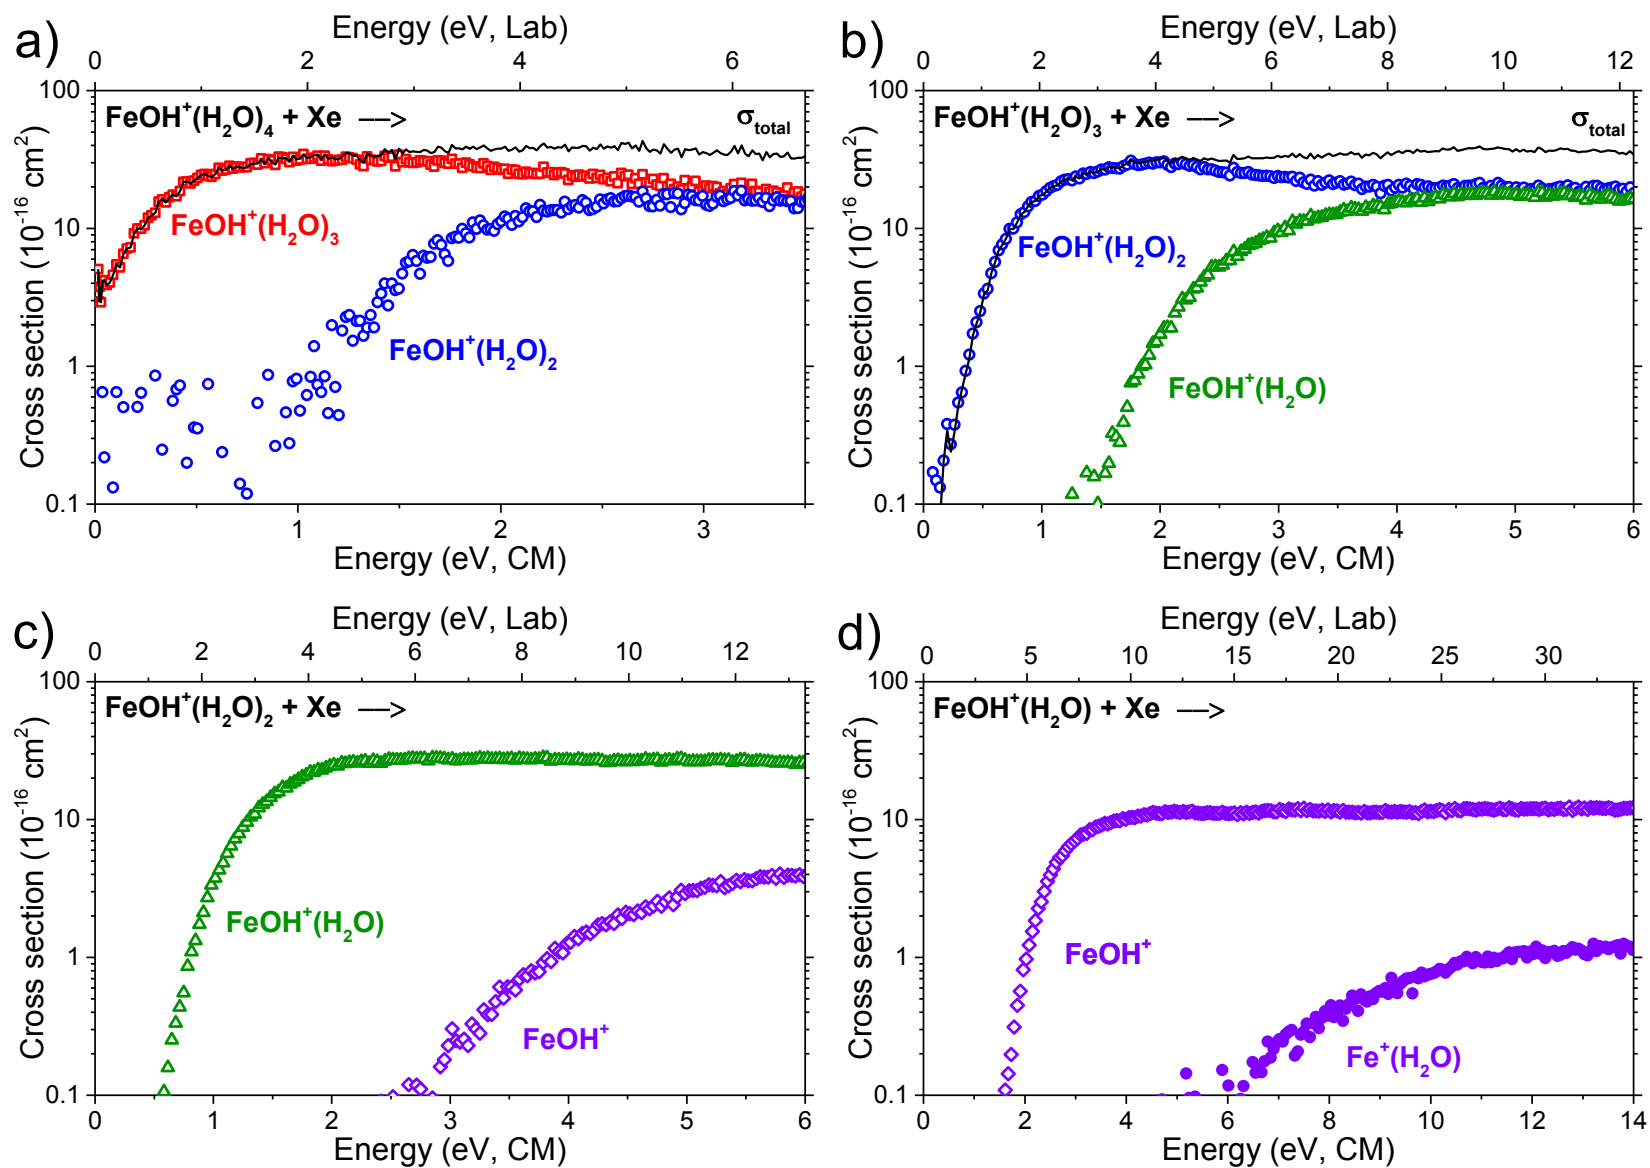 a)
Energy (eV, Lab)
0 2 4 6
100
10
1
0.1
Cross section (10⁻¹⁶ cm²)
FeOH⁺(H₂O)₄ + Xe —>
σtotal
FeOH⁺(H₂O)₃
FeOH⁺(H₂O)₂
0 1 2 3
Energy (eV, CM)
b)
Energy (eV, Lab)
0 2 4 6 8 10 12
100
10
1
0.1
Cross section (10⁻¹⁶ cm²)
FeOH⁺(H₂O)₃ + Xe —>
σtotal
FeOH⁺(H₂O)₂
FeOH⁺(H₂O)
0 1 2 3 4 5 6
Energy (eV, CM)
c)
Energy (eV, Lab)
0 2 4 6 8 10 12
100
10
1
0.1
Cross section (10⁻¹⁶ cm²)
FeOH⁺(H₂O)₂ + Xe —>
FeOH⁺(H₂O)
FeOH⁺
0 1 2 3 4 5 6
Energy (eV, CM)
d)
Energy (eV, Lab)
0 5 10 15 20 25 30
100
10
1
0.1
Cross section (10⁻¹⁶ cm²)
FeOH⁺(H₂O) + Xe —>
FeOH⁺
Fe⁺(H₂O)
0 2 4 6 8 10 12 14
Energy (eV, CM)